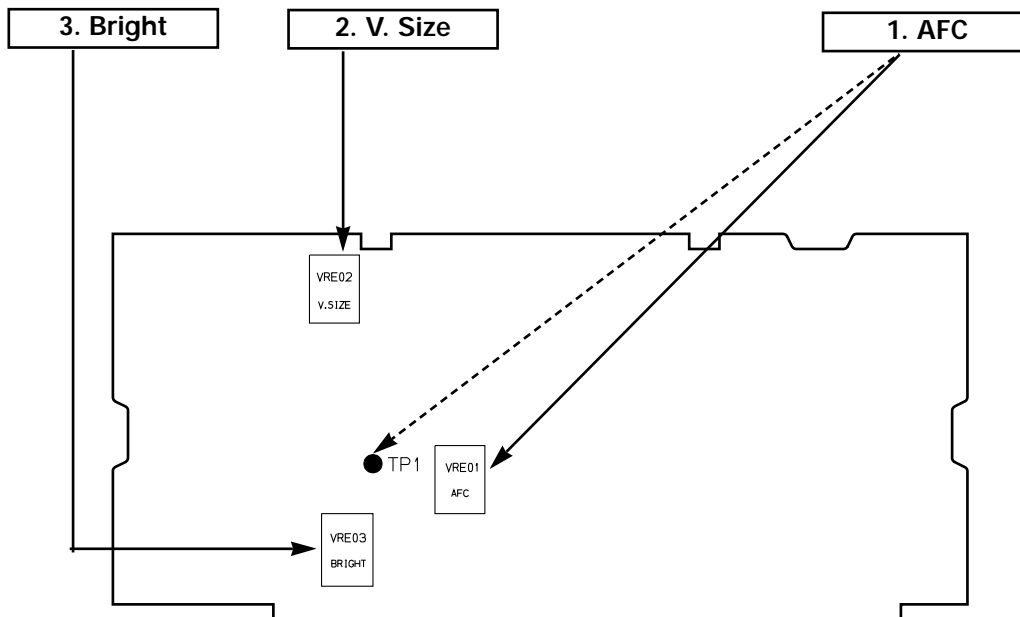 3. Bright
2. V. Size
1. AFC
VRE02
V.SIZE
TP1
VRE01
AFC
VRE03
BRIGHT